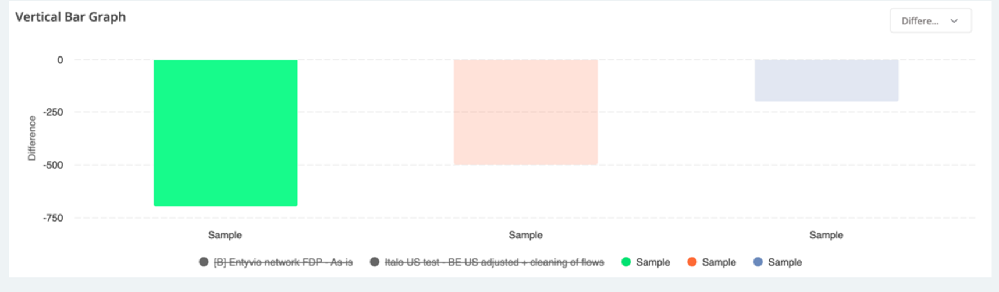 Vertical Bar Graph
Differe...
0
-250
-500
-750
Difference
Sample Sample Sample
[B] Entyvio network FDP - As-is Italo US test - BE US adjusted + cleaning of flows Sample Sample Sample